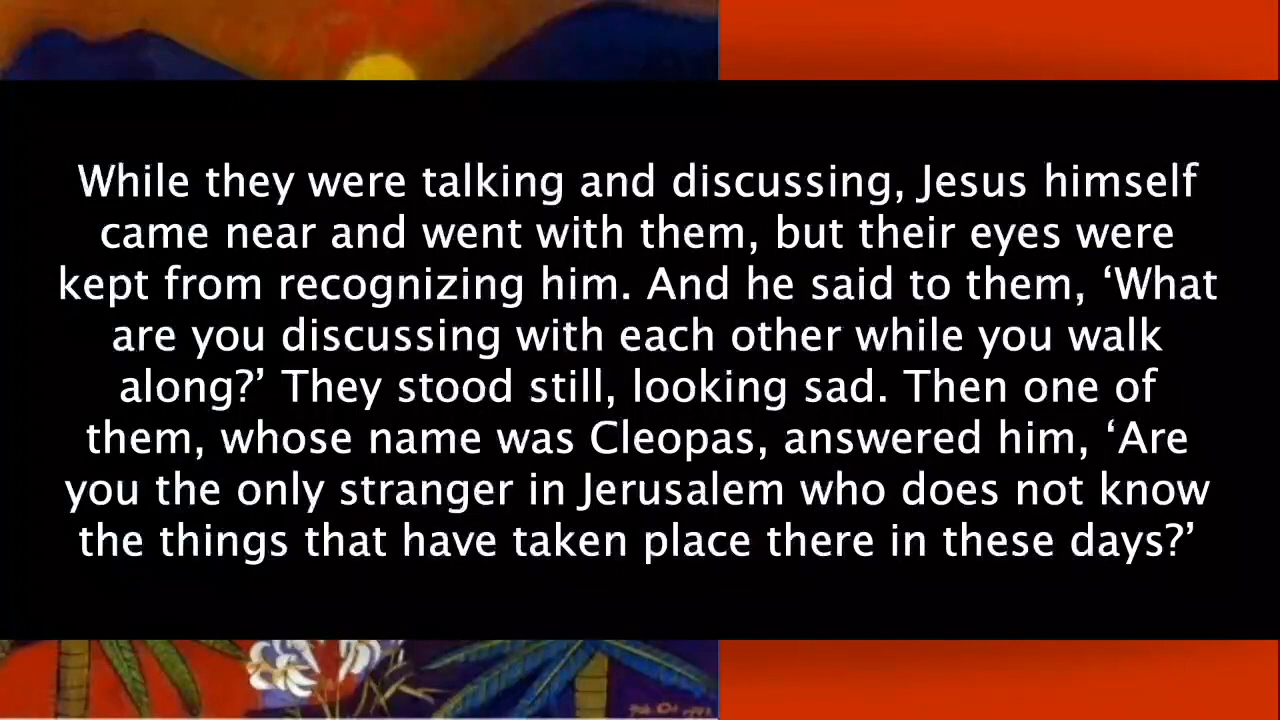 While they were talking and discussing, Jesus himself
came near and went with them, but their eyes were
kept from recognizing him. And he said to them, ‘What
are you discussing with each other while you walk
along?’ They stood still, looking sad. Then one of
them, whose name was Cleopas, answered him, ‘Are
you the only stranger in Jerusalem who does not know
the things that have taken place there in these days?’